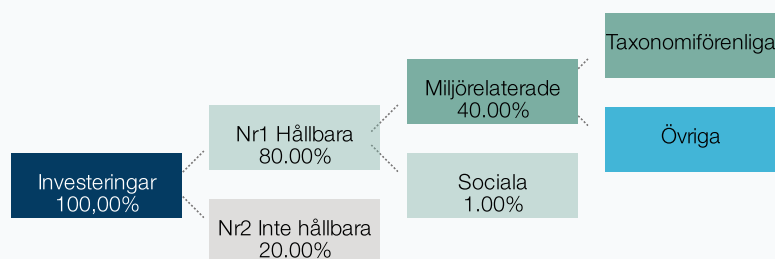 Taxonomiförenliga
Miljörelaterade
40.00%
Nr1 Hållbara
80.00%
Övriga
Investeringar
100,00%
Sociala
1.00%
Nr2 Inte hållbara
20.00%